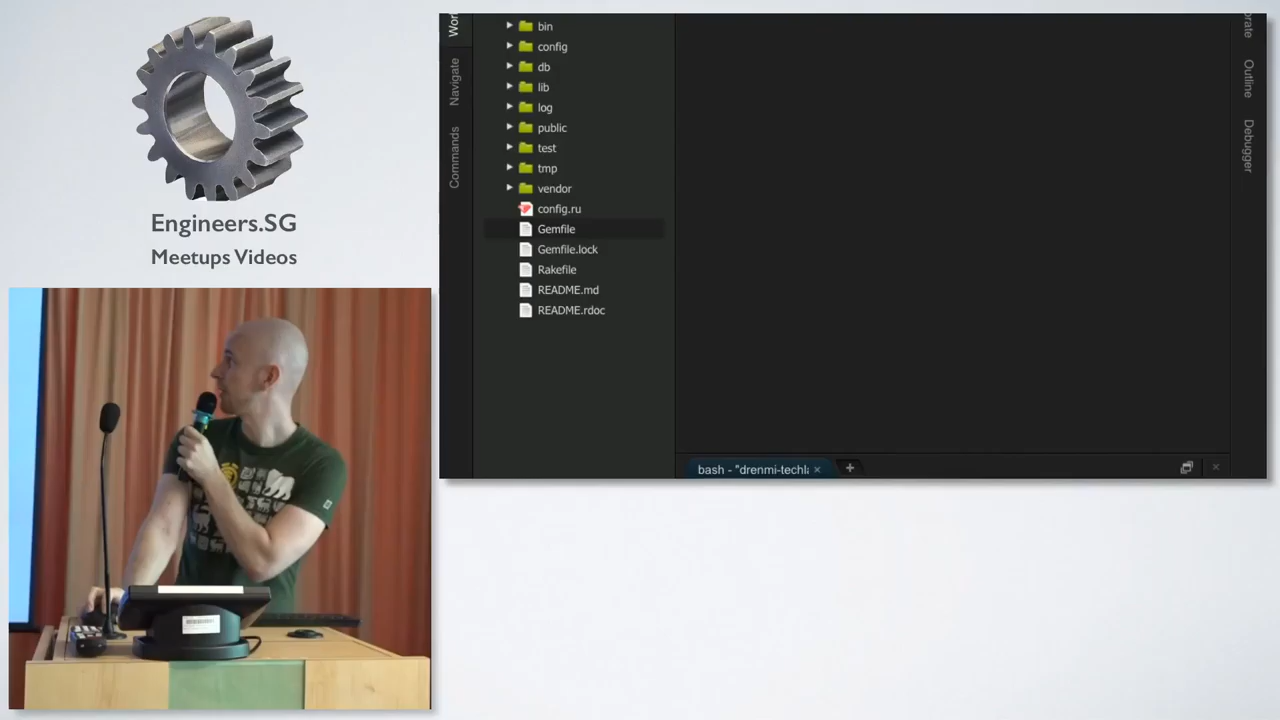 Engineers.SG
Meetups Videos
Navigate
Commands
bin
config
db
lib
log
public
test
tmp
vendor
config.ru
Gemfile
Gemfile.lock
Rakefile
README.md
README.rdoc
Outline
Debugger
bash - "drenmi-techla